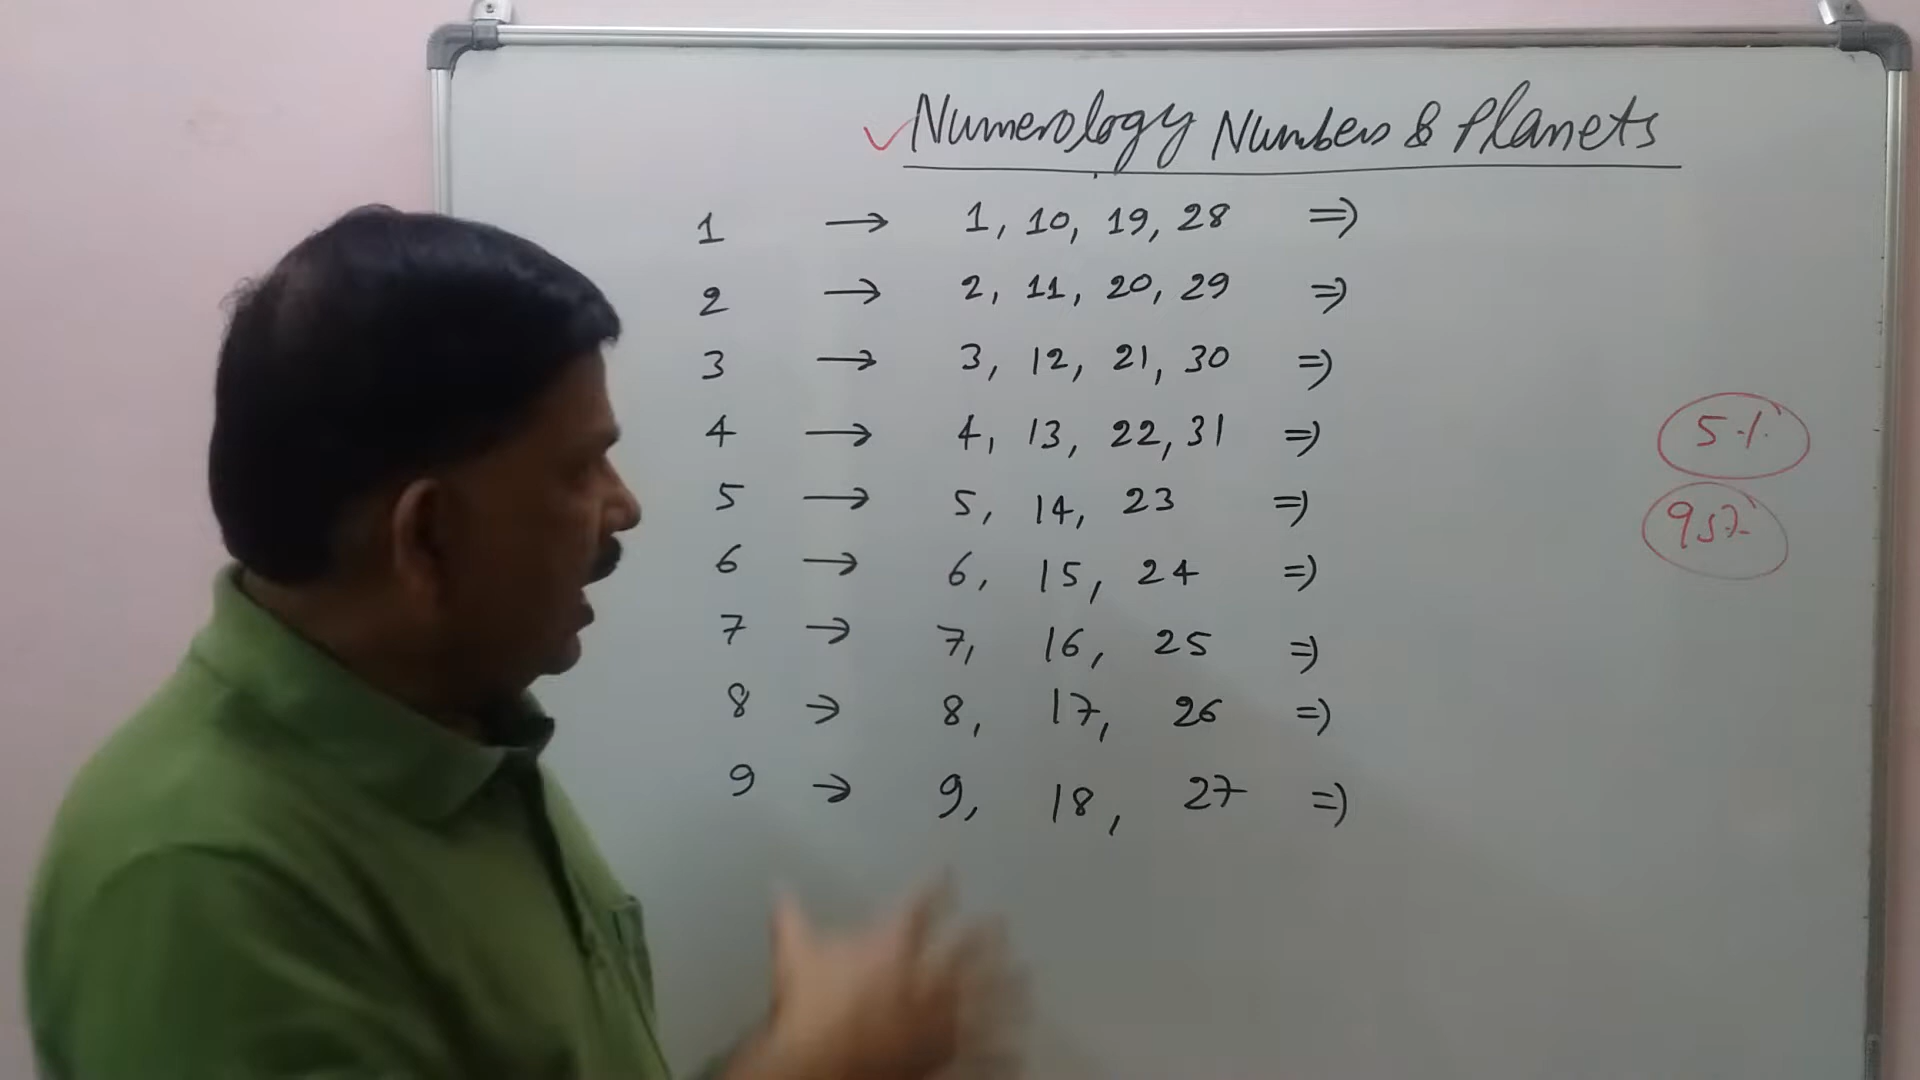 ✓ Numerology Numbers & Planets
1 → 1, 10, 19, 28 ⇒
2 → 2, 11, 20, 29 ⇒
3 → 3, 12, 21, 30 ⇒
4 → 4, 13, 22, 31 ⇒
5 → 5, 14, 23 ⇒
6 → 6, 15, 24 ⇒
7 → 7, 16, 25 ⇒
8 → 8, 17, 26 ⇒
9 → 9, 18, 27 ⇒
5%
95%